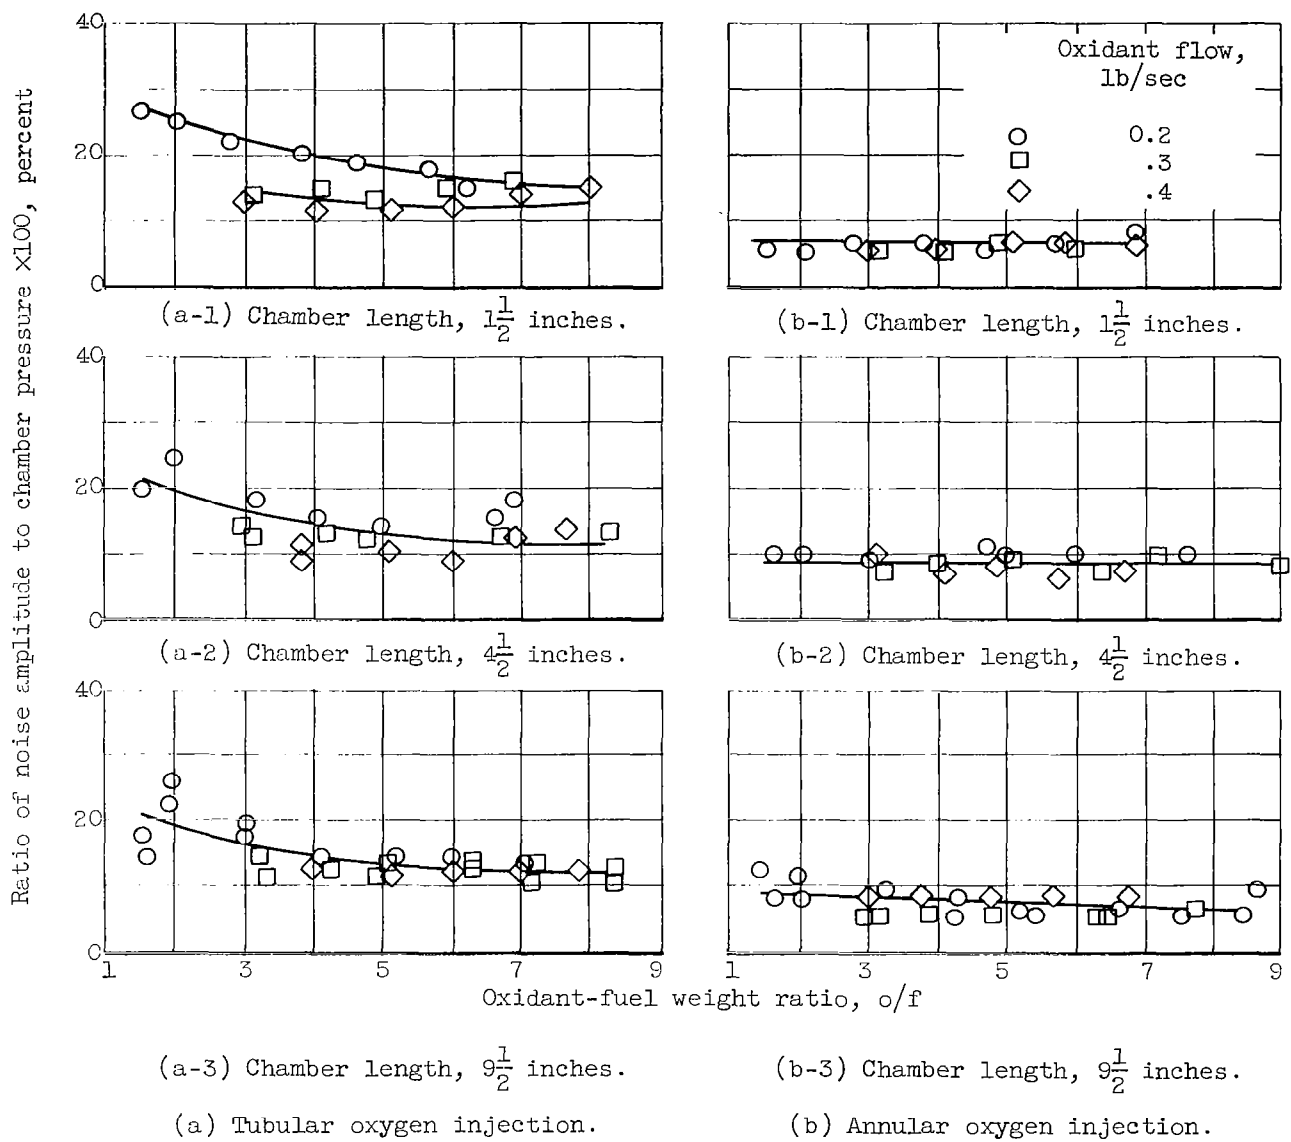 Ratio of noise amplitude to chamber pressure X100, percent
40
20
0
(a-1) Chamber length, 1 1/2 inches.
Oxidant flow,
lb/sec
0.2
.3
.4
(b-1) Chamber length, 1 1/2 inches.
40
20
0
(a-2) Chamber length, 4 1/2 inches.
(b-2) Chamber length, 4 1/2 inches.
40
20
0
1 3 5 7 9
1 3 5 7 9
Oxidant-fuel weight ratio, o/f
(a-3) Chamber length, 9 1/2 inches.
(b-3) Chamber length, 9 1/2 inches.
(a) Tubular oxygen injection.
(b) Annular oxygen injection.